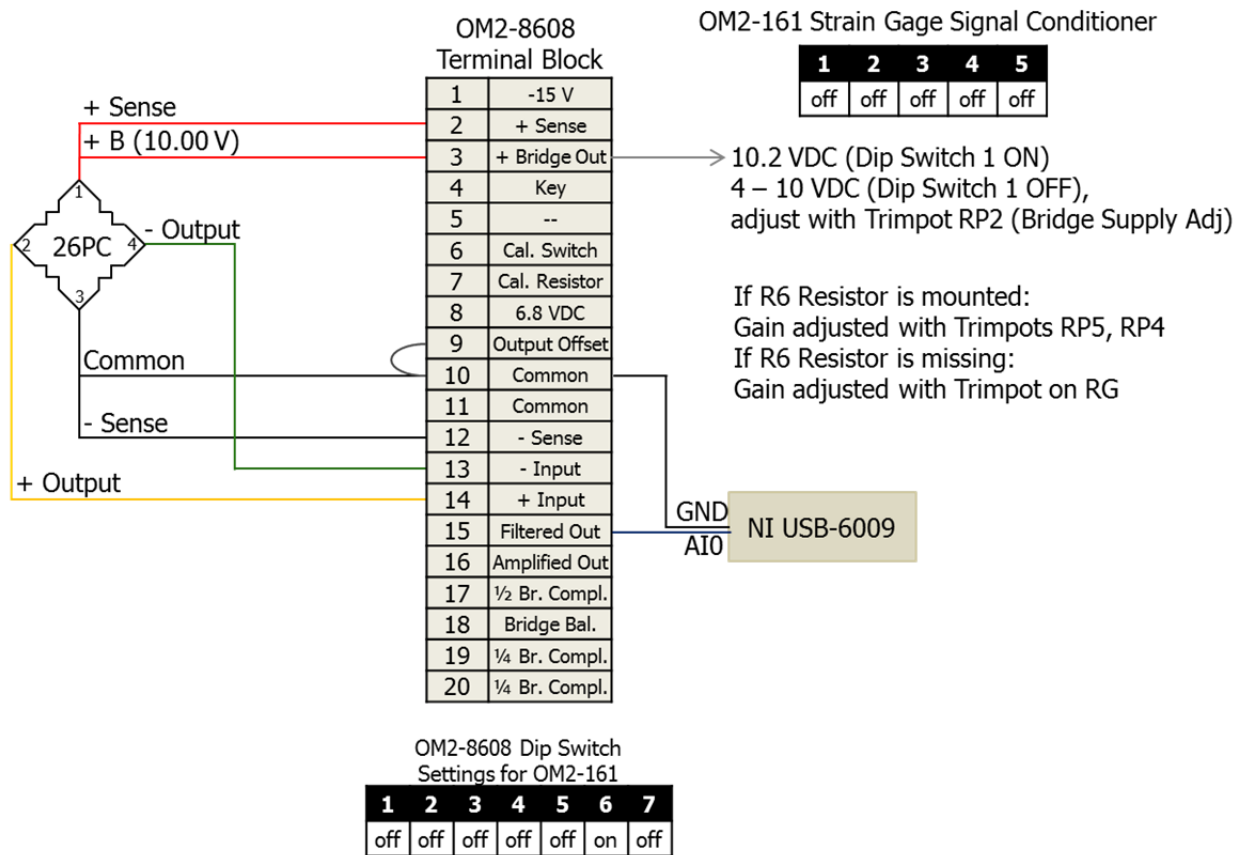 OM2-8608
Terminal Block
OM2-161 Strain Gage Signal Conditioner
1 2 3 4 5
off off off off off
+ Sense
+ B (10.00 V)
1
2
26PC
4
3
- Output
Common
- Sense
+ Output
1 -15 V
2 + Sense
3 + Bridge Out
4 Key
5 --
6 Cal. Switch
7 Cal. Resistor
8 6.8 VDC
9 Output Offset
10 Common
11 Common
12 - Sense
13 - Input
14 + Input
15 Filtered Out
16 Amplified Out
17 ½ Br. Compl.
18 Bridge Bal.
19 ¼ Br. Compl.
20 ¼ Br. Compl.
10.2 VDC (Dip Switch 1 ON)
4 – 10 VDC (Dip Switch 1 OFF),
adjust with Trimpot RP2 (Bridge Supply Adj)
If R6 Resistor is mounted:
Gain adjusted with Trimpots RP5, RP4
If R6 Resistor is missing:
Gain adjusted with Trimpot on RG
GND
AI0
NI USB-6009
OM2-8608 Dip Switch
Settings for OM2-161
1 2 3 4 5 6 7
off off off off off on off